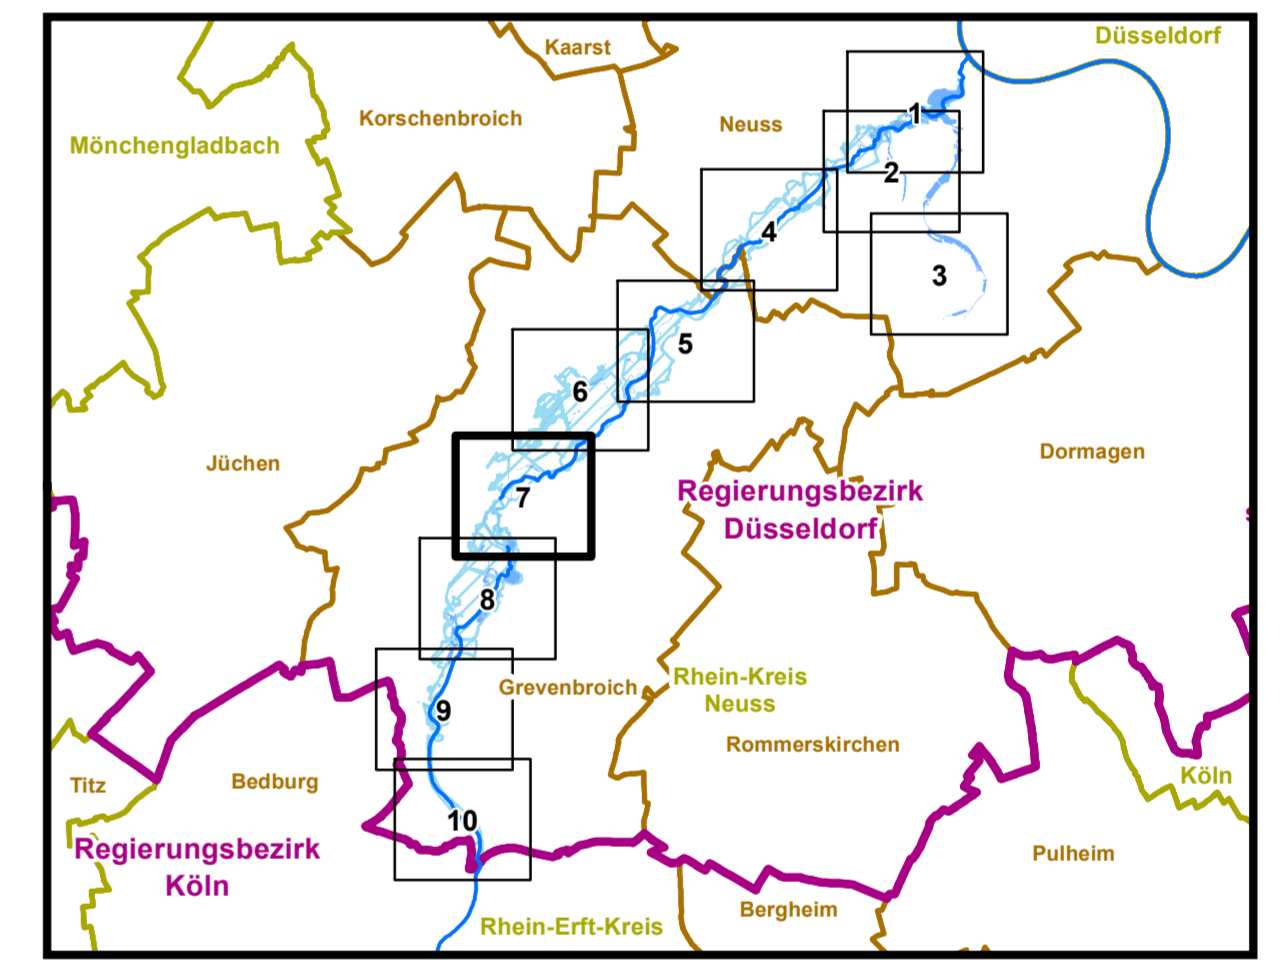 Düsseldorf
Kaarst
Korschenbroich
Neuss
Mönchengladbach
1
2
4
3
5
6
Jüchen
Dormagen
Regierungsbezirk
Düsseldorf
7
8
Grevenbroich
Rhein-Kreis
Neuss
9
Rommerskirchen
Titz
Bedburg
Köln
10
Regierungsbezirk
Köln
Pulheim
Bergheim
Rhein-Erft-Kreis